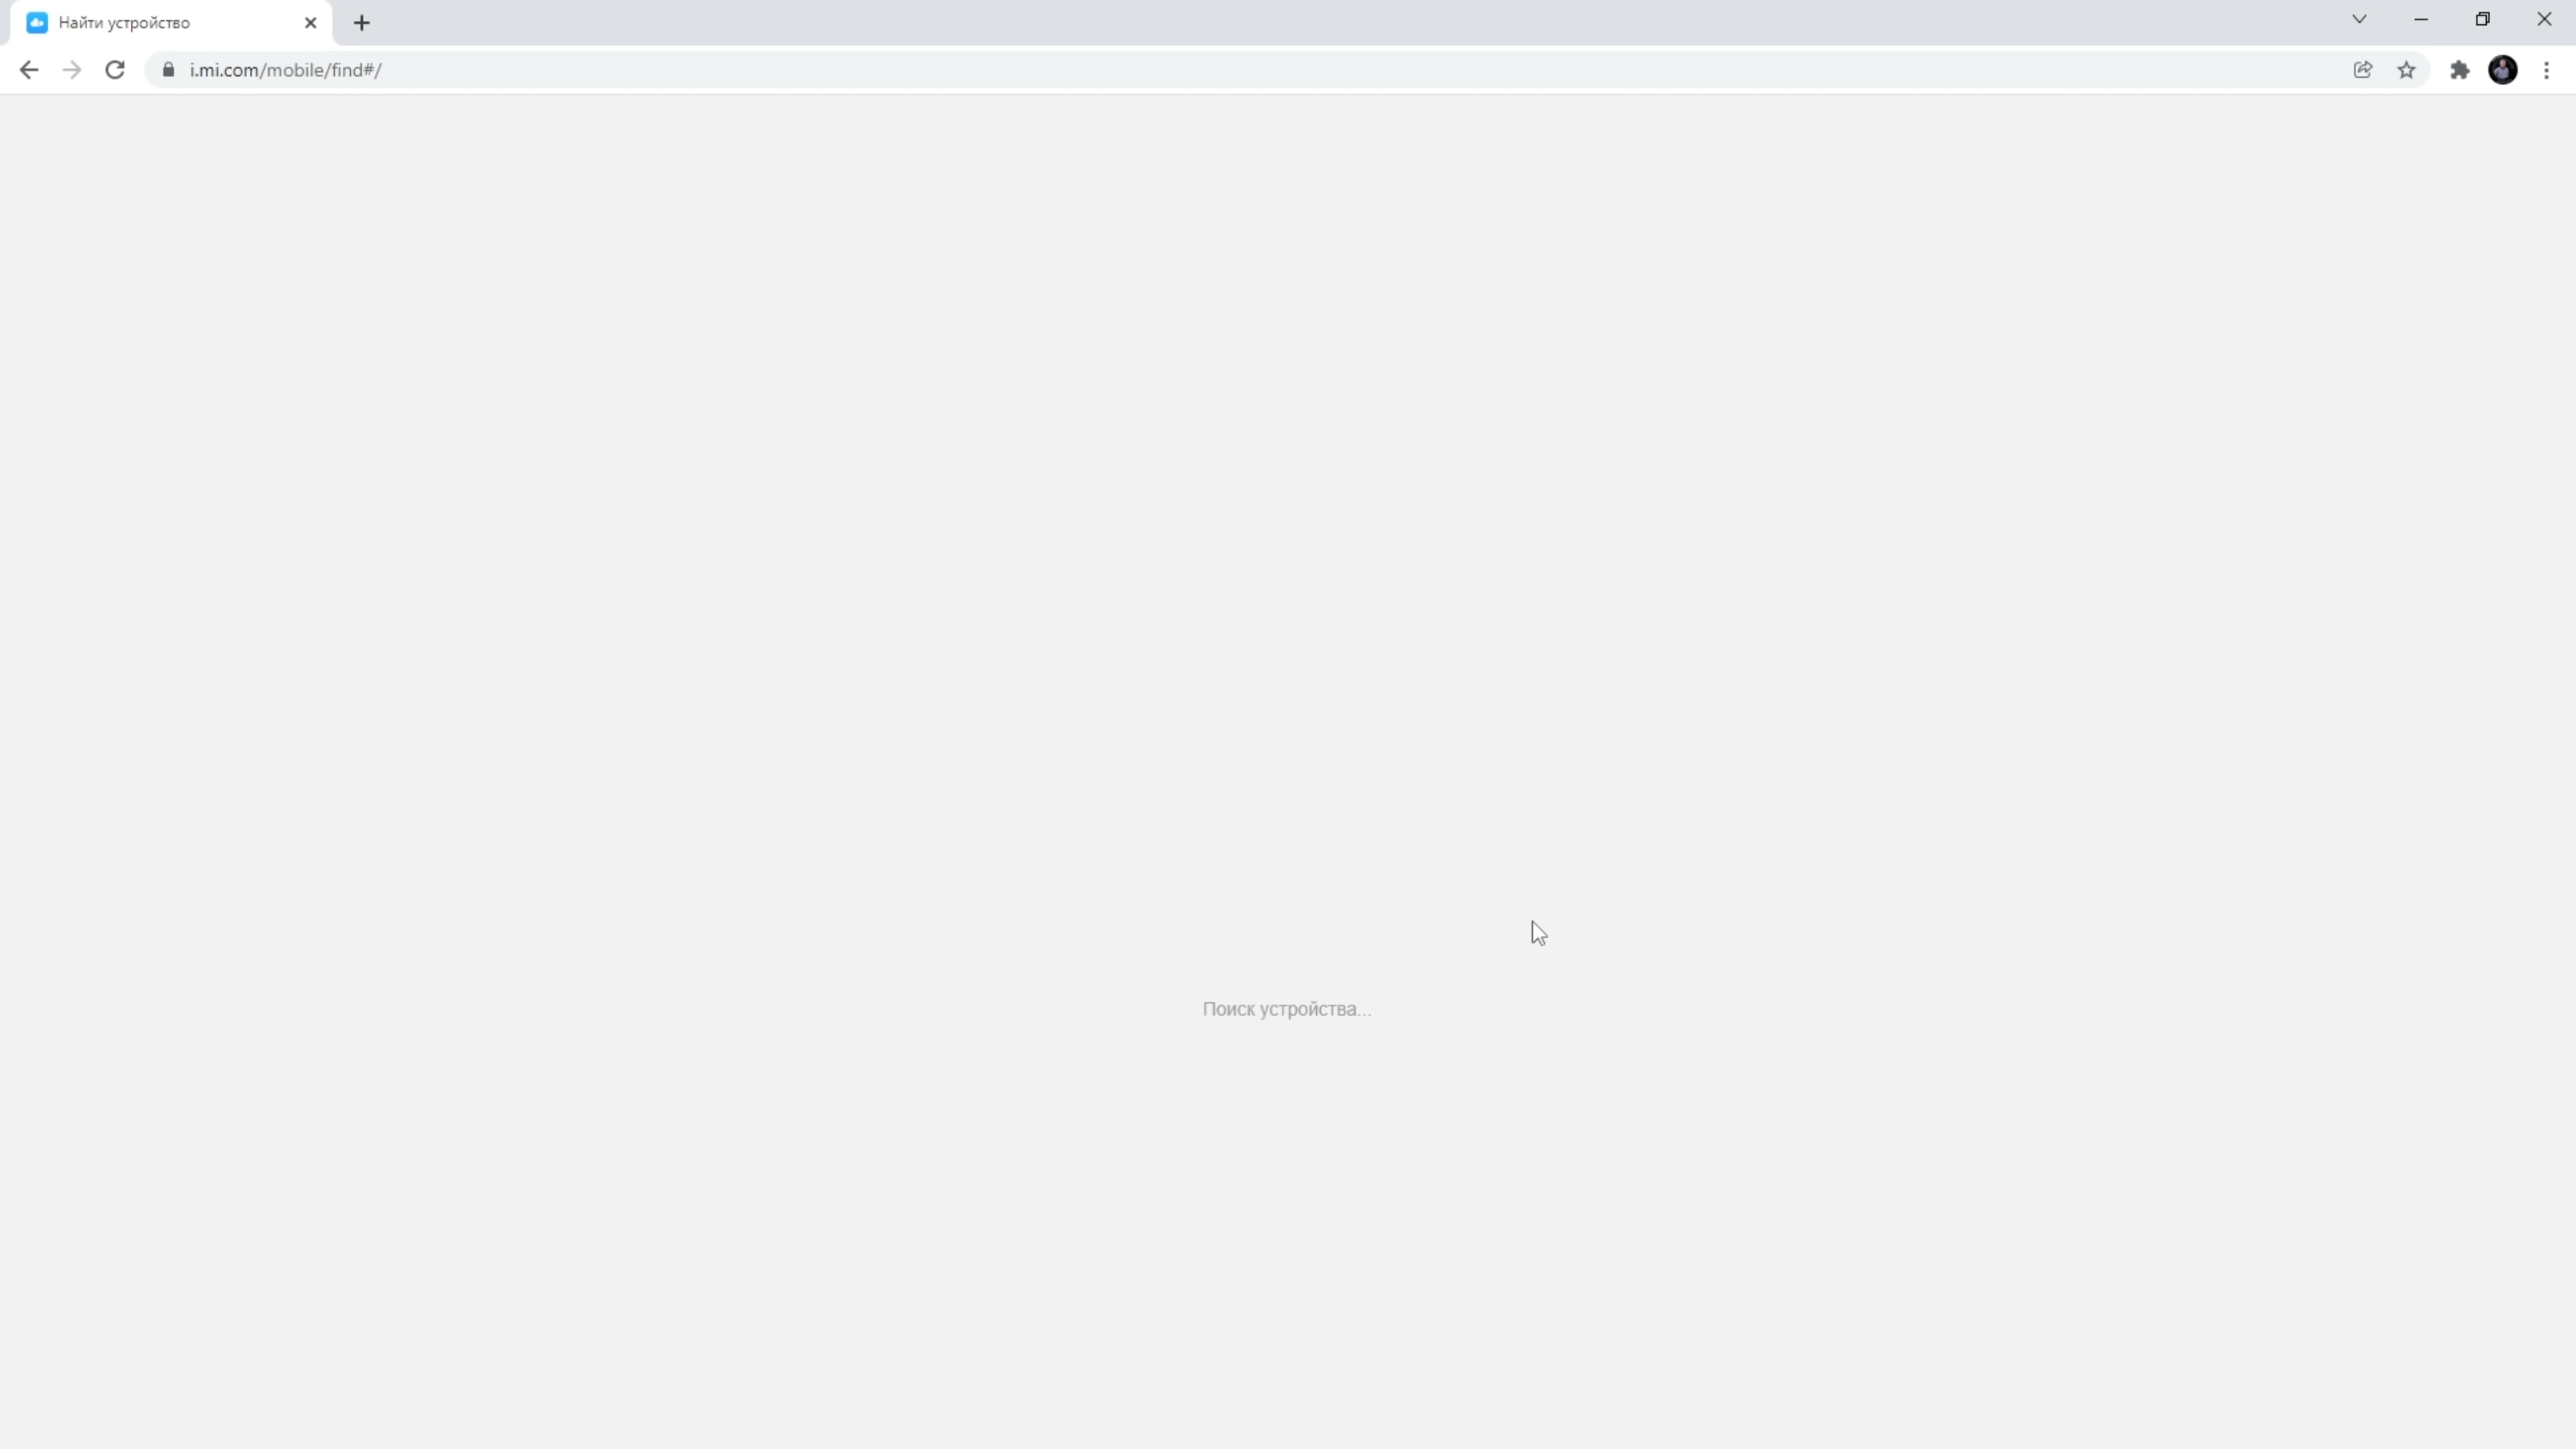 Найти устройство
i.mi.com/mobile/find#/
Поиск устройства...